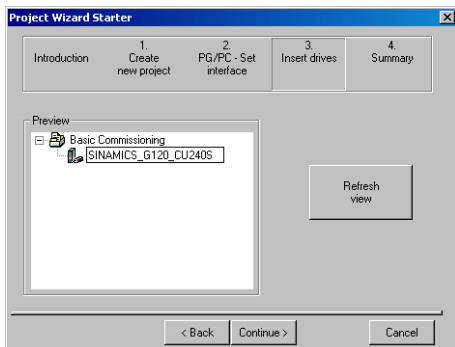 Project Wizard Starter
Introduction
1.
Create
new project
2.
PG/PC - Set
interface
3.
Insert drives
4.
Summary
Preview
Basic Commissioning
SINAMICS_G120_CU240S
Refresh
view
< Back
Continue >
Cancel